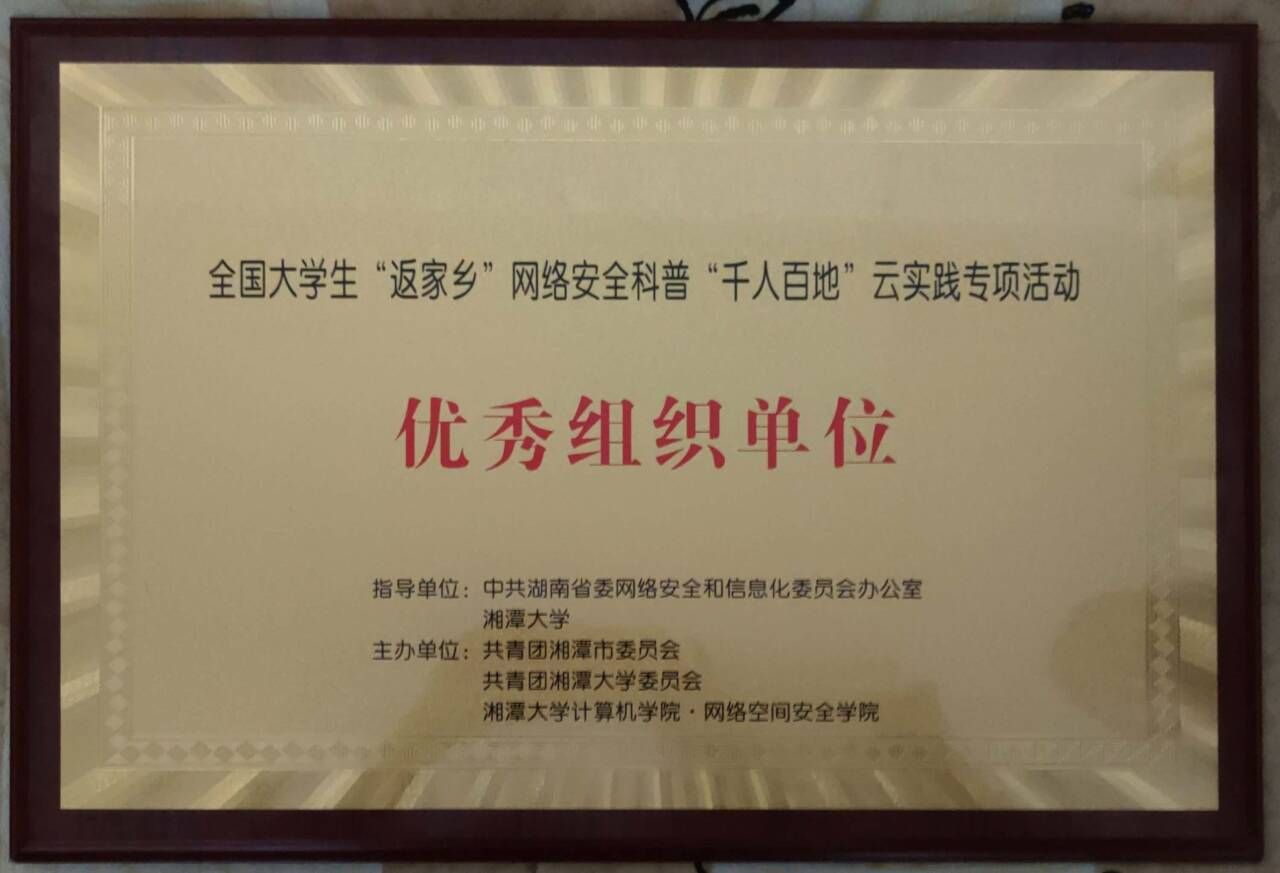 全国大学生“返家乡”网络安全科普“千人百地”云实践专项活动
优秀组织单位
指导单位：中共湖南省委网络安全和信息化委员会办公室
湘潭大学
主办单位：共青团湘潭市委员会
共青团湘潭大学委员会
湘潭大学计算机学院·网络空间安全学院